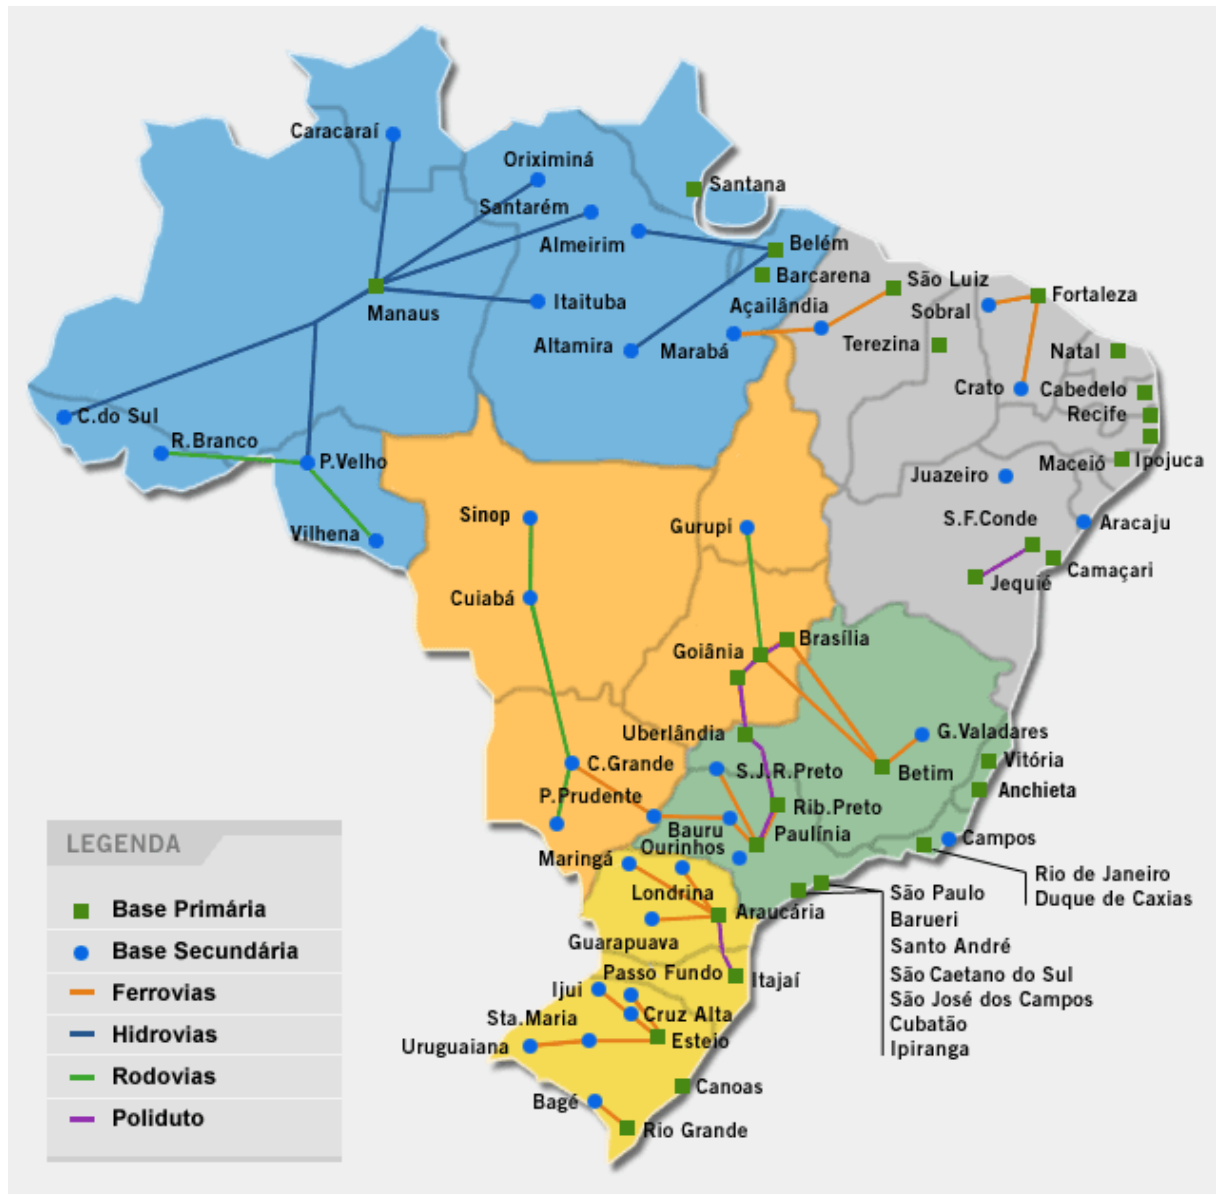 Caracaraí
Oriximiná
Santarém
Almeirim
Santana
Belém
Barcarena
Manaus
Itaituba
Altamira
Marabá
Açailândia
São Luiz
Sobral
Fortaleza
Terezina
Natal
Crato
Cabedelo
Recife
C.do Sul
R.Branco
P.Velho
Vilhena
Maceió
Ipojuca
Juazeiro
Sinop
Gurupi
S.F.Conde
Aracaju
Camaçari
Jequié
Cuiabá
Goiânia
Brasília
Uberlândia
G.Valadares
C.Grande
S.J.R.Preto
Betim
Vitória
Anchieta
P.Prudente
Rib.Preto
Bauru
Paulínia
Ourinhos
Campos
Maringá
Londrina
Araucária
Guarapuava
Rio de Janeiro
Duque de Caxias
São Paulo
Barueri
Santo André
São Caetano do Sul
São José dos Campos
Cubatão
Ipiranga
Passo Fundo
Itajaí
Ijui
Sta.Maria
Cruz Alta
Uruguaiana
Esteio
Canoas
Bagé
Rio Grande
LEGENDA
Base Primária
Base Secundária
Ferrovias
Hidrovias
Rodovias
Poliduto